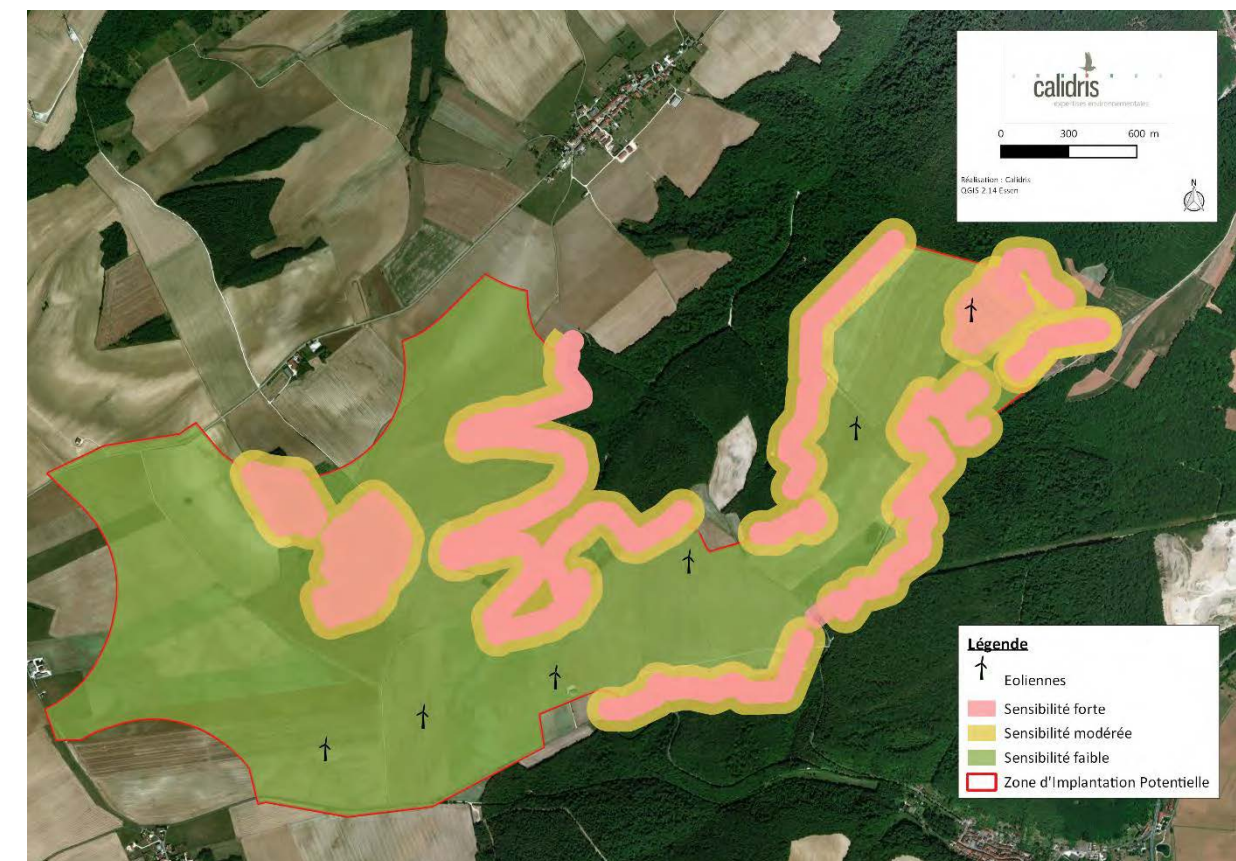 calidris
expertises environnementales
0 300 600 m
Réalisation : Calidris
QGIS 2.14 Essen
N
Légende
Eoliennes
Sensibilité forte
Sensibilité modérée
Sensibilité faible
Zone d'Implantation Potentielle